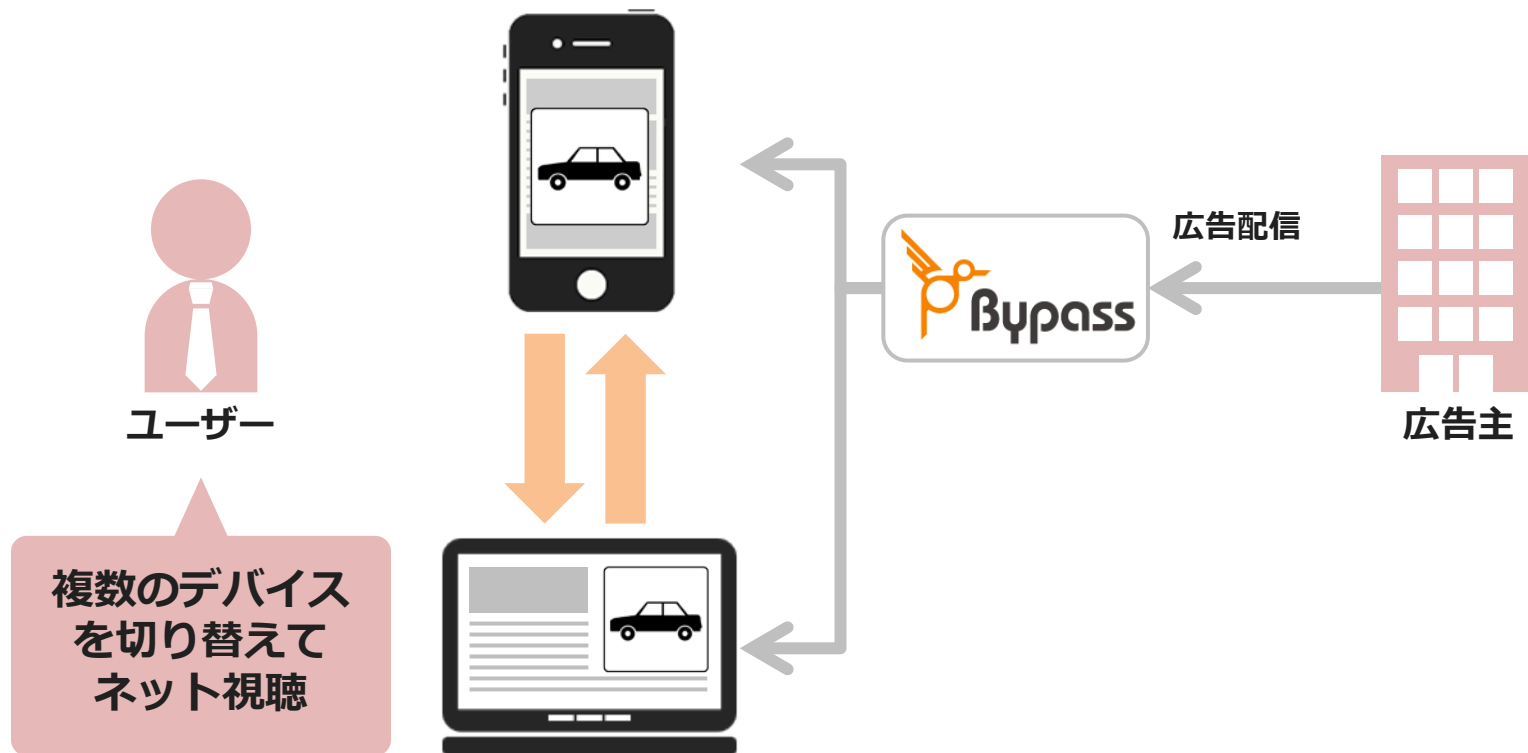 ユーザー
複数のデバイス
を切り替えて
ネット視聴
Bypass
広告配信
広告主